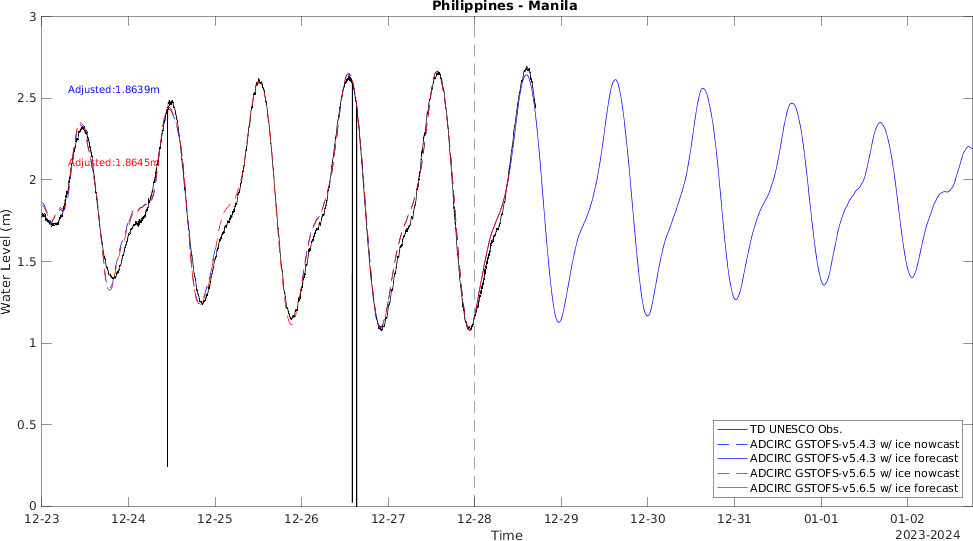 Philippines - Manila
3
2.5
2
1.5
1
0.5
0
Water Level (m)
Adjusted:1.8639m
Adjusted:1.8645m
TD UNESCO Obs.
ADCIRC GSTOFS-v5.4.3 w/ ice nowcast
ADCIRC GSTOFS-v5.4.3 w/ ice forecast
ADCIRC GSTOFS-v5.6.5 w/ ice nowcast
ADCIRC GSTOFS-v5.6.5 w/ ice forecast
12-23 12-24 12-25 12-26 12-27 12-28 12-29 12-30 12-31 01-01 01-02
Time
2023-2024